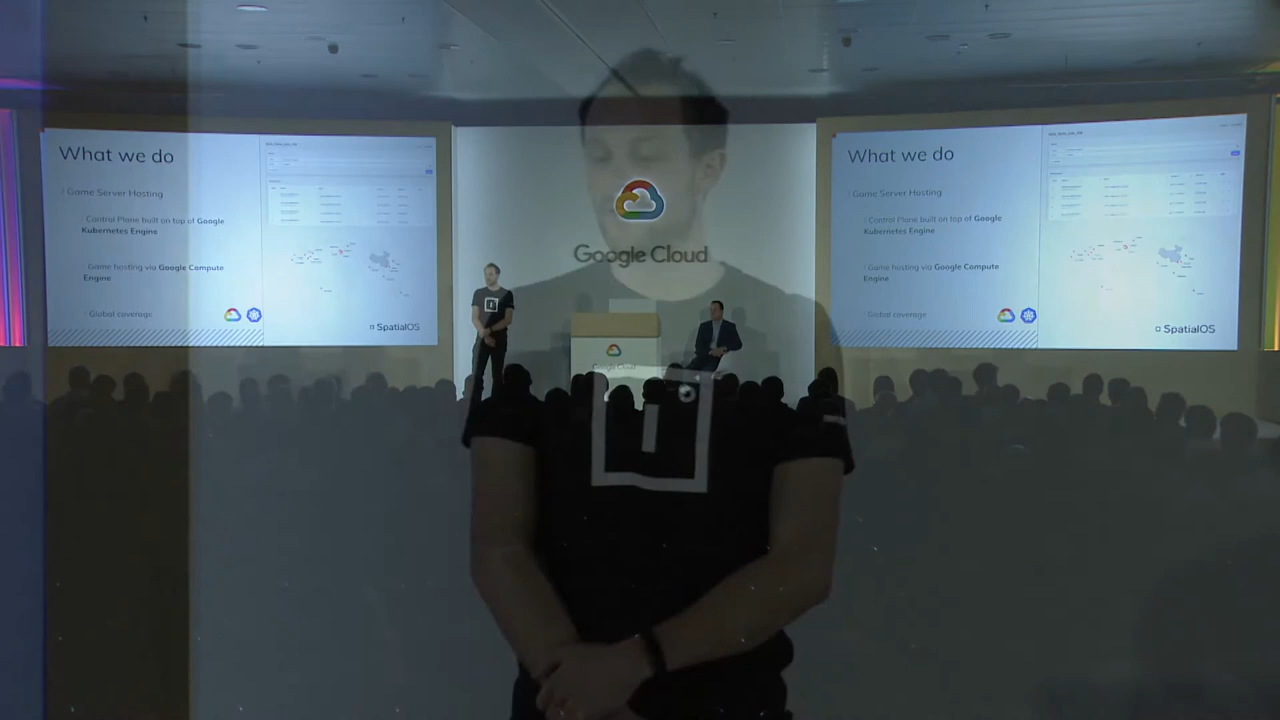 What we do
Game Server Hosting
Control Plane built on top of Google
Kubernetes Engine
Game hosting via Google Compute
Engine
Global coverage
SpatialOS
Google Cloud
Google Cloud
What we do
Game Server Hosting
Control Plane built on top of Google
Kubernetes Engine
Game hosting via Google Compute
Engine
Global coverage
SpatialOS